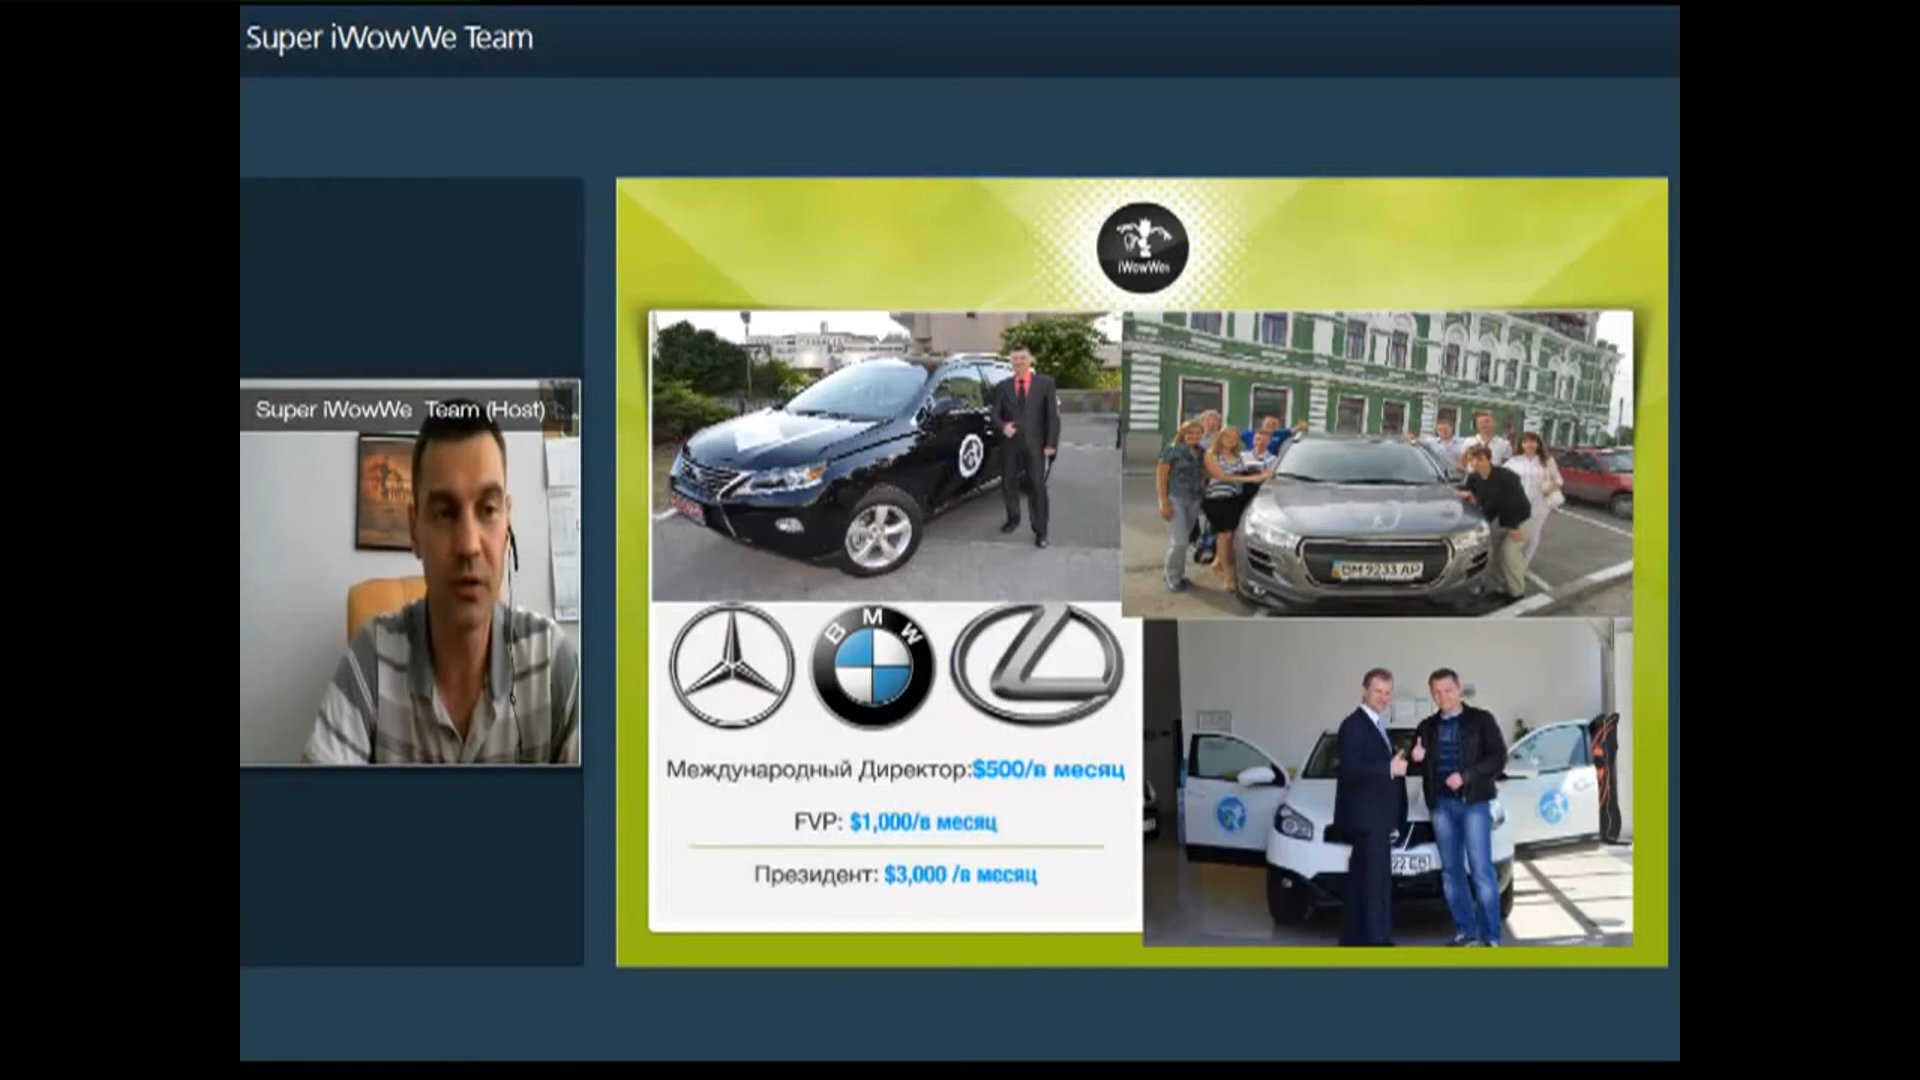 Super iWowWe Team
Super iWowWe Team (Host)
iWowWe
BM 9233 AP
BMW
Международный Директор:$500/в месяц
FVP: $1,000/в месяц
Президент: $3,000 /в месяц